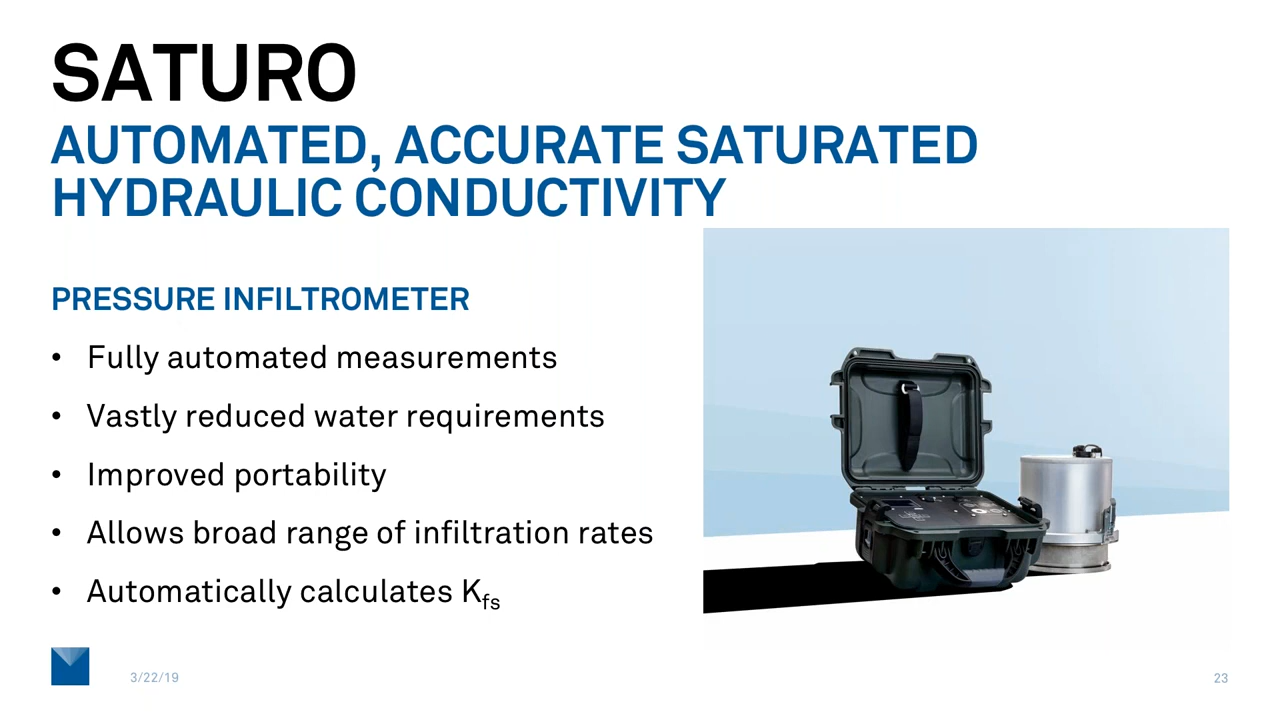 SATURO
AUTOMATED, ACCURATE SATURATED
HYDRAULIC CONDUCTIVITY
PRESSURE INFILTROMETER
• Fully automated measurements
• Vastly reduced water requirements
• Improved portability
• Allows broad range of infiltration rates
• Automatically calculates Kfs
3/22/19
23